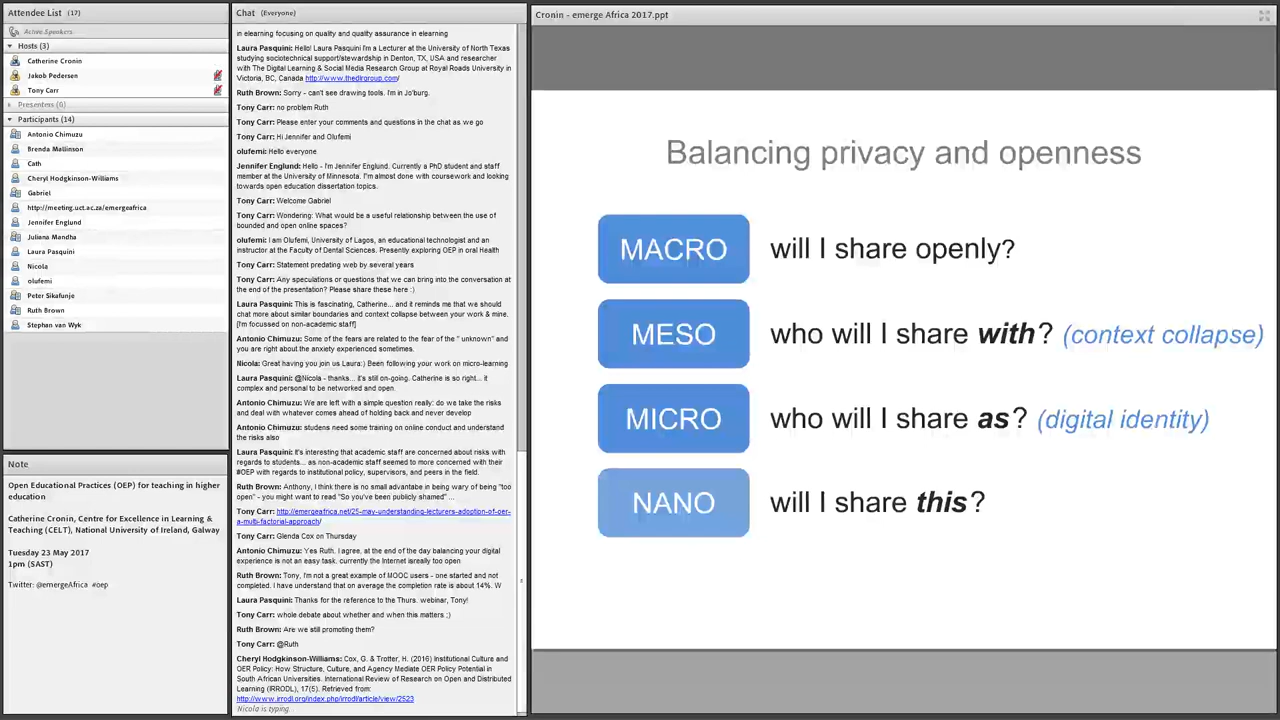 Attendee List (17)
Active Speakers
Hosts (3)
Catherine Cronin
Jakob Pedersen
Tony Carr
Presenters (0)
Participants (14)
Antonio Chimuzu
Brenda Mallinson
Cath
Cheryl Hodgkinson-Williams
Gabriel
http://meeting.uct.ac.za/emergeafrica
Jennifer Englund
Juliana Mandha
Laura Pasquini
Nicola
olufemi
Peter Sikafunje
Ruth Brown
Stephan van Wyk
Note
Open Educational Practices (OEP) for teaching in higher
education
Catherine Cronin, Centre for Excellence in Learning &
Teaching (CELT), National University of Ireland, Galway
Tuesday 23 May 2017
1pm (SAST)
Twitter: @emergeAfrica #oep
Chat (Everyone)
in elearning focusing on quality and quality assurance in elearning
Laura Pasquini: Hello! Laura Pasquini I'm a Lecturer at the University of North Texas
studying sociotechnical support/stewardship in Denton, TX, USA and researcher
with The Digital Learning & Social Media Research Group at Royal Roads University in
Victoria, BC, Canada http://www.thedlrgroup.com/
Ruth Brown: Sorry - can't see drawing tools. I'm in Jo'burg.
Tony Carr: no problem Ruth
Tony Carr: Please enter your comments and questions in the chat as we go
Tony Carr: Hi Jennifer and Olufemi
olufemi: Hello everyone
Jennifer Englund: Hello - I'm Jennifer Englund. Currently a PhD student and staff
member at the University of Minnesota. I'm almost done with coursework and looking
towards open education dissertation topics.
Tony Carr: Welcome Gabriel
Tony Carr: Wondering: What would be a useful relationship between the use of
bounded and open online spaces?
olufemi: I am Olufemi, University of Lagos, an educational technologist and an
instructor at the Faculty of Dental Sciences. Presently exploring OEP in oral Health
Tony Carr: Statement predating web by several years
Tony Carr: Any speculations or questions that we can bring into the conversation at
the end of the presentation? Please share these here :)
Laura Pasquini: This is fascinating, Catherine... and it reminds me that we should
chat more about similar boundaries and context collapse between your work & mine.
[I'm focussed on non-academic staff]
Antonio Chimuzu: Some of the fears are related to the fear of the " unknown" and
you are right about the anxiety experienced sometimes.
Nicola: Great having you join us Laura:) Been following your work on micro-learning
Laura Pasquini: @Nicola - thanks... it's still on-going. Catherine is so right... it
complex and personal to be networked and open.
Antonio Chimuzu: We are left with a simple question really: do we take the risks
and deal with whatever comes ahead of holding back and never develop
Antonio Chimuzu: studens need some training on online conduct and understand
the risks also
Laura Pasquini: It's interesting that academic staff are concerned about risks with
regards to students... as non-academic staff seemed to more concerned with their
#OEP with regards to institutional policy, supervisors, and peers in the field.
Ruth Brown: Anthony, I think there is no small advantabe in being wary of being "too
open" - you might want to read "So you've been publicly shamed" ...
Tony Carr: http://emergeafrica.net/25-may-understanding-lecturers-adoption-of-oer-
a-multi-factorial-approach/
Tony Carr: Glenda Cox on Thursday
Antonio Chimuzu: Yes Ruth. I agree, at the end of the day balancing your digital
experience is not an easy task. currently the Internet isreally too open
Ruth Brown: Tony, I'm not a great example of MOOC users - one started and not
completed. I have understand that on average the completion rate is about 14%. W
Laura Pasquini: Thanks for the reference to the Thurs. webinar, Tony!
Tony Carr: whole debate about whether and when this matters.;)
Ruth Brown: Are we still promoting them?
Tony Carr: @Ruth
Cheryl Hodgkinson-Williams: Cox, G. & Trotter, H. (2016) Institutional Culture and
OER Policy: How Structure, Culture, and Agency Mediate OER Policy Potential in
South African Universities. International Review of Research on Open and Distributed
Learning (IRRODL), 17(5). Retrieved from:
http://www.irrodl.org/index.php/irrodl/article/view/2523
Nicola is typing
Cronin - emerge Africa 2017.ppt
Balancing privacy and openness
MACRO will I share openly?
MESO who will I share with? (context collapse)
MICRO who will I share as? (digital identity)
NANO will I share this?